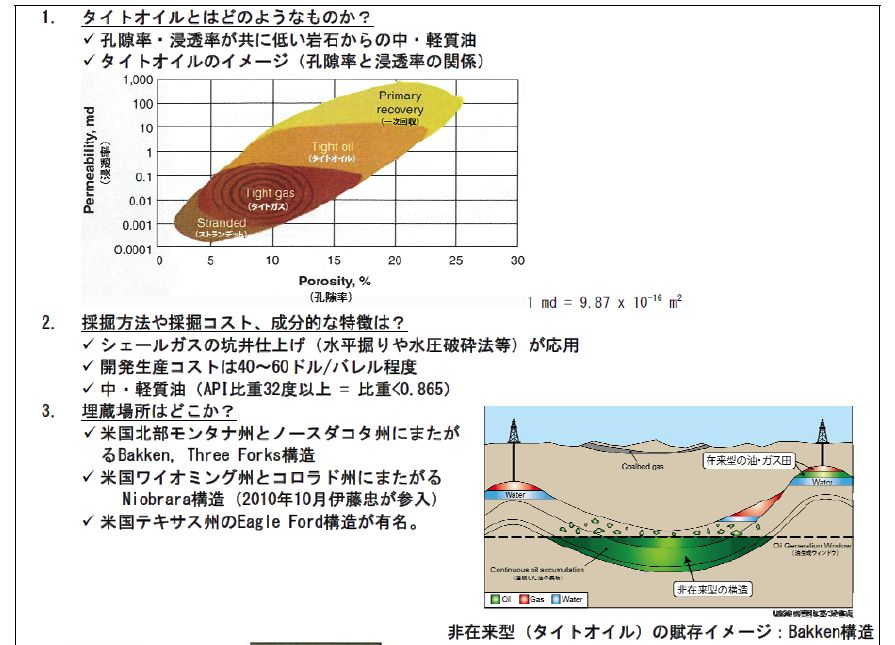 1. タイトオイルとはどのようなものか？
✓ 孔隙率・浸透率が共に低い岩石からの中・軽質油
✓ タイトオイルのイメージ（孔隙率と浸透率の関係）
Permeability, md
（浸透率）
1,000
100
10
1
0.1
0.01
0.001
0.0001
Primary
recovery
（一次回収）
Tight oil
（タイトオイル）
Tight gas
（タイトガス）
Stranded
（ストランデット）
0 5 10 15 20 25 30
Porosity, %
（孔隙率）
1 md = 9.87 x 10⁻¹⁶ m²
2. 採掘方法や採掘コスト、成分的な特徴は？
✓ シェールガスの坑井仕上げ（水平掘りや水圧破砕法等）が応用
✓ 開発生産コストは40～60ドル/バレル程度
✓ 中・軽質油（API比重32度以上 = 比重<0.865）
3. 埋蔵場所はどこか？
✓ 米国北部モンタナ州とノースダコタ州にまたが
るBakken, Three Forks構造
✓ 米国ワイオミング州とコロラド州にまたがる
Niobrara構造（2010年10月伊藤忠が参入）
✓ 米国テキサス州のEagle Ford構造が有名。
Coalbed gas
在来型の油・ガス田
Water
Water
Oil Generation Window
（油生成ウィンドウ）
Continuous oil accumulation
非在来型の構造
Oil Gas Water
非在来型（タイトオイル）の賦存イメージ：Bakken構造